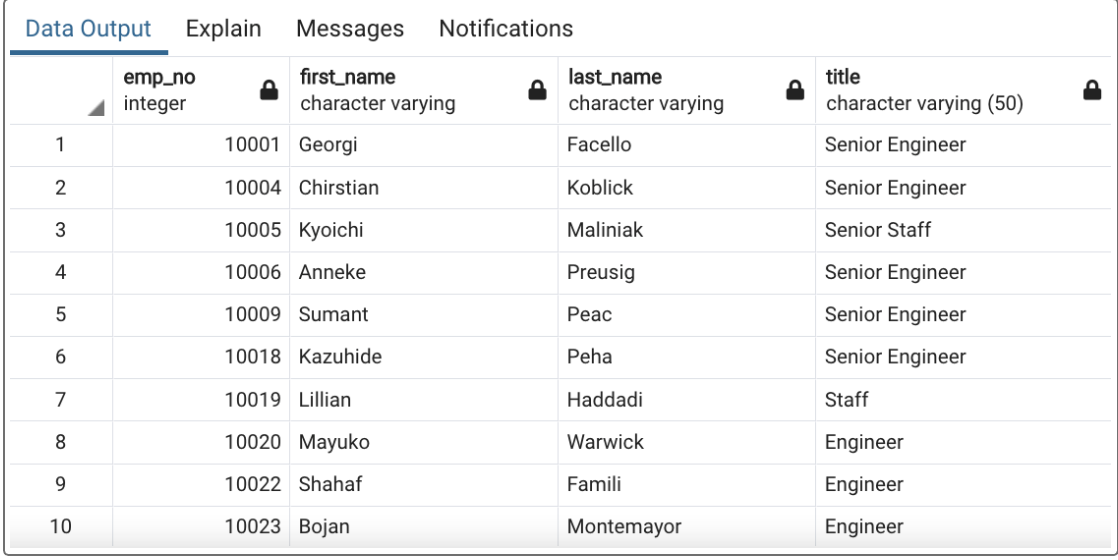 Data Output Explain Messages Notifications
emp_no first_name last_name title
integer character varying character varying character varying (50)
1 10001 Georgi Facello Senior Engineer
2 10004 Chirstian Koblick Senior Engineer
3 10005 Kyoichi Maliniak Senior Staff
4 10006 Anneke Preusig Senior Engineer
5 10009 Sumant Peac Senior Engineer
6 10018 Kazuhide Peha Senior Engineer
7 10019 Lillian Haddadi Staff
8 10020 Mayuko Warwick Engineer
9 10022 Shahaf Famili Engineer
10 10023 Bojan Montemayor Engineer